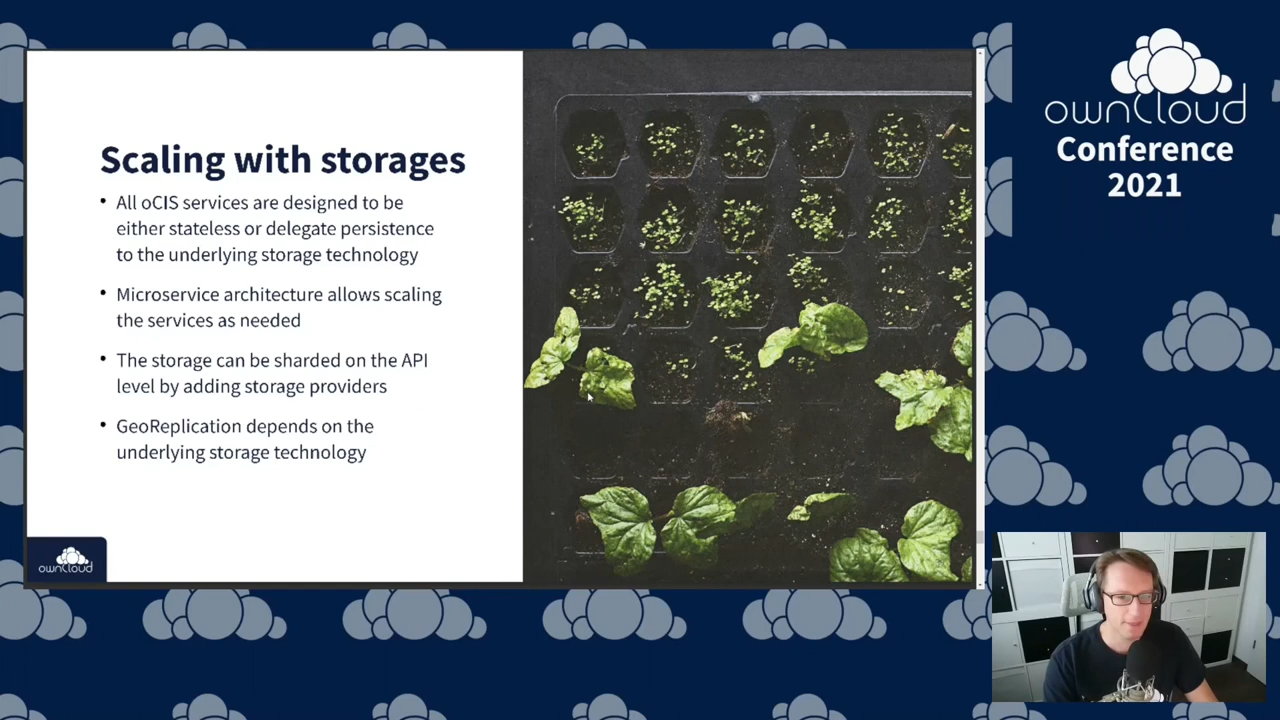 Scaling with storages
• All oCIS services are designed to be
either stateless or delegate persistence
to the underlying storage technology
• Microservice architecture allows scaling
the services as needed
• The storage can be sharded on the API
level by adding storage providers
• GeoReplication depends on the
underlying storage technology
ownCloud
ownCloud
Conference
2021